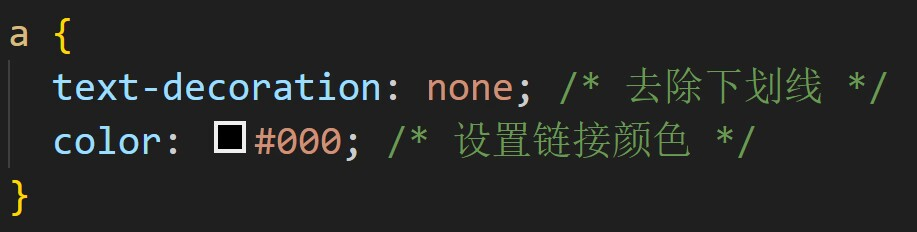 a {
  text-decoration: none; /* 去除下划线 */
  color: #000; /* 设置链接颜色 */
}